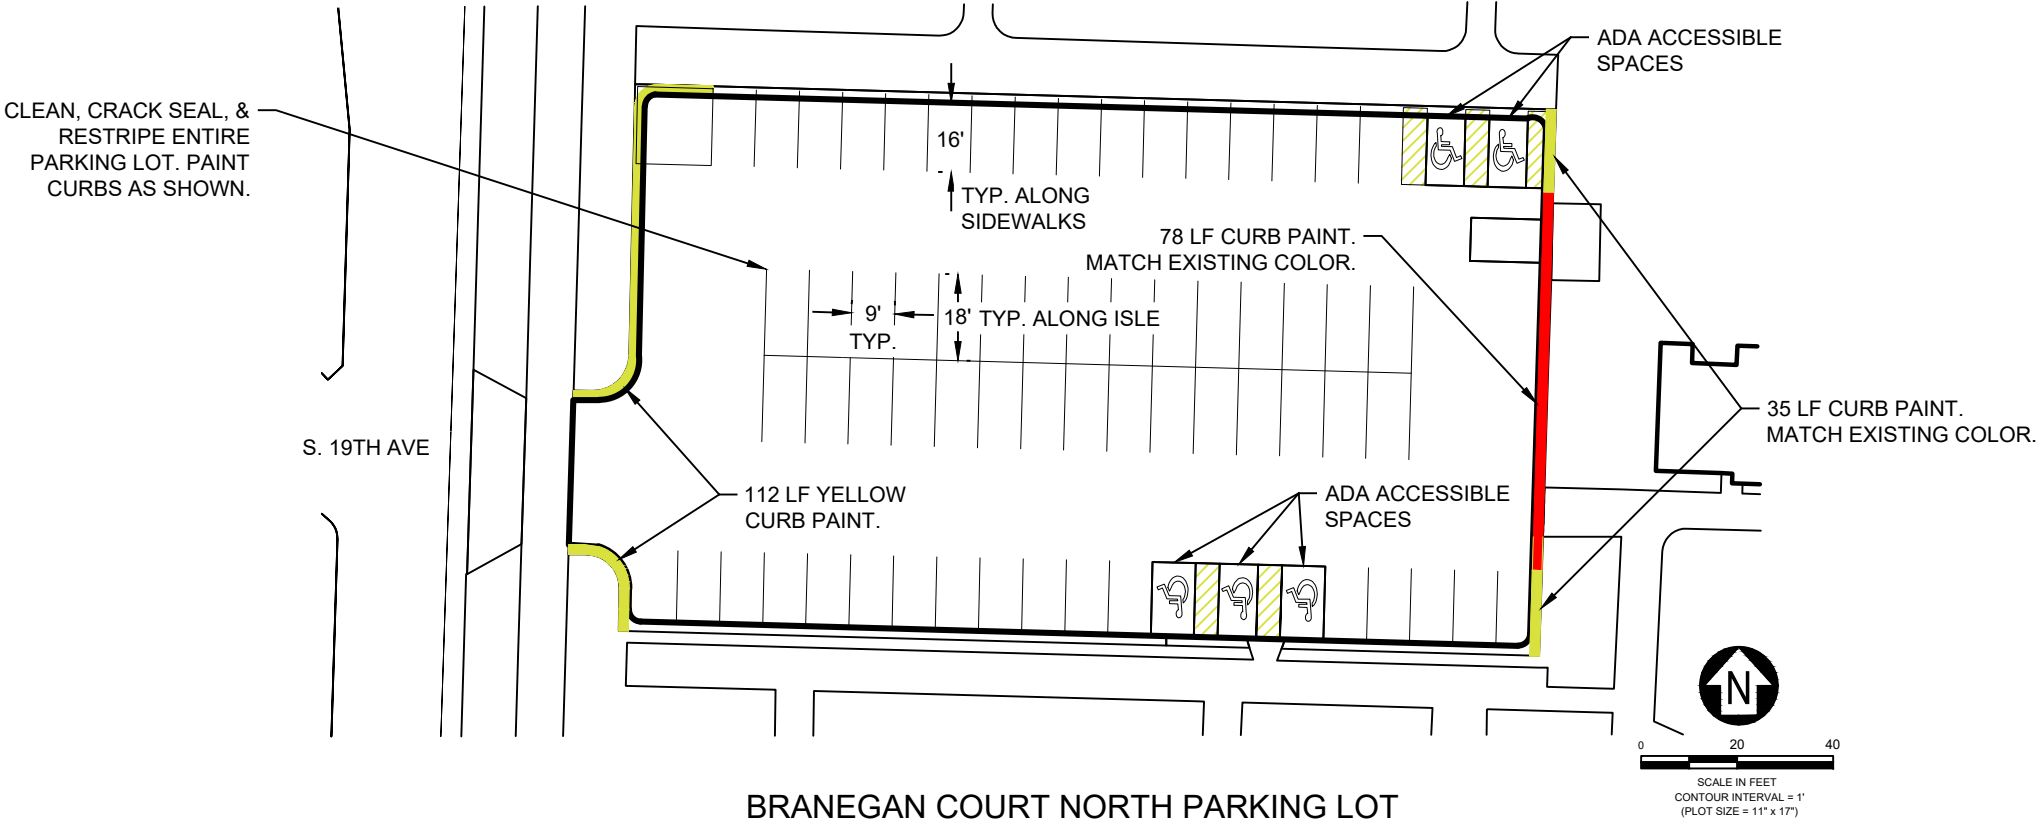 ADA ACCESSIBLE
SPACES
CLEAN, CRACK SEAL, &
RESTRIPE ENTIRE
PARKING LOT. PAINT
CURBS AS SHOWN.
16'
TYP. ALONG
SIDEWALKS
78 LF CURB PAINT.
MATCH EXISTING COLOR.
9'
TYP.
18' TYP. ALONG ISLE
35 LF CURB PAINT.
MATCH EXISTING COLOR.
S. 19TH AVE
112 LF YELLOW
CURB PAINT.
ADA ACCESSIBLE
SPACES
N
0 20 40
SCALE IN FEET
CONTOUR INTERVAL = 1'
(PLOT SIZE = 11" x 17")
BRANEGAN COURT NORTH PARKING LOT